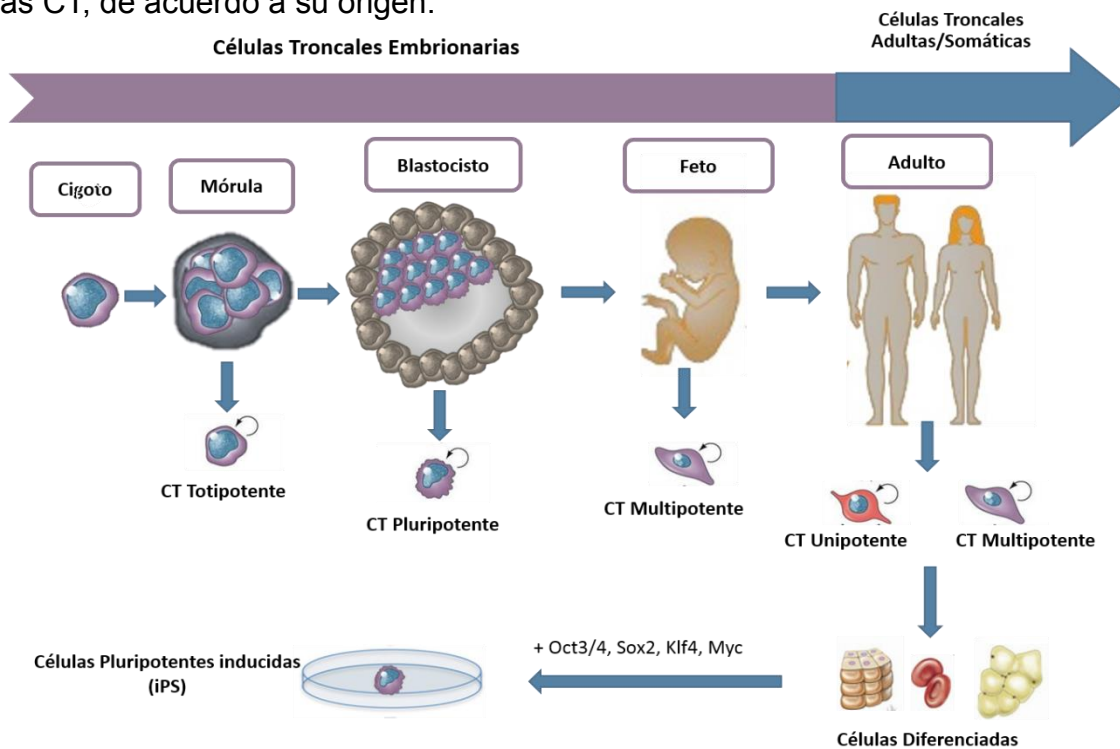 as CT, de acuerdo a su origen.
Células Troncales Embrionarias
Células Troncales
Adultas/Somáticas
Cigoto
Mórula
Blastocisto
Feto
Adulto
CT Totipotente
CT Pluripotente
CT Multipotente
CT Unipotente
CT Multipotente
Células Pluripotentes inducidas
(iPS)
+ Oct3/4, Sox2, Klf4, Myc
Células Diferenciadas